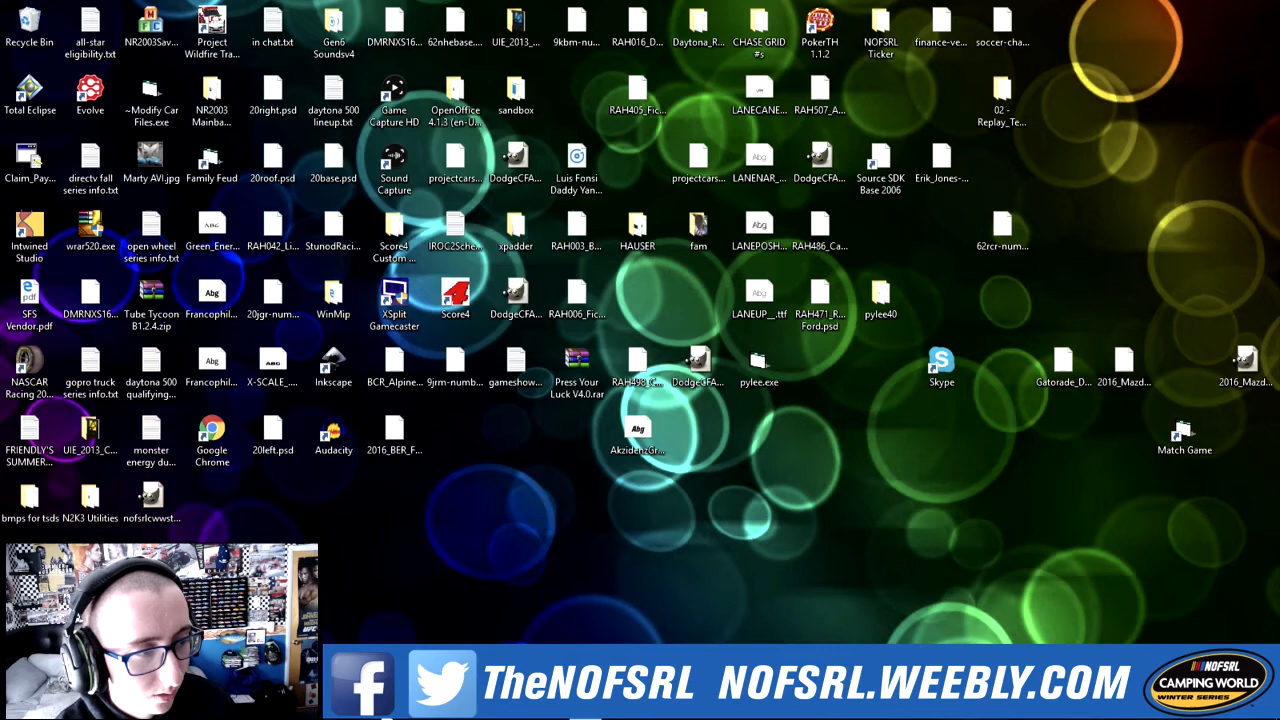 Recycle Bin
all-star
eligibility.txt
NR2003Sav...
Project
Wildfire Tra...
in chat.txt
Gen6
Soundsv4
DMRNXS16...
62nhebase...
UIE_2013_...
9kbm-nu...
RAH016_D...
Daytona_R...
CHASE GRID
#s
PokerTH
1.1.2
NOFSRL
Ticker
finance-ve...
soccer-cha...
Total Eclipse
Evolve
~Modify Car
Files.exe
NR2003
Mainba...
20right.psd
daytona 500
lineup.txt
Game
Capture HD
OpenOffice
4.1.3 (en-U...
sandbox
RAH405_Fic...
LANECANE...
RAH507_A...
02 -
Replay_Te...
Claim_Pay...
directv fall
series info.txt
Marty AVI.jpg
Family Feud
20roof.psd
20base.psd
Sound
Capture
projectcars...
DodgeCFA...
Luis Fonsi
Daddy Yan...
projectcars...
Abg
LANENAR_...
DodgeCFA...
Source SDK
Base 2006
Erik_Jones-...
Intwined
Studio
wrar520.exe
open wheel
series info.txt
ABG
Green_Ener...
RAH042_Li...
StunodRaci...
Score4
Custom ...
IROC2Sche...
xpadder
RAH003_B...
HAUSER
fam
Abg
LANEPOSH...
RAH486_Ca...
62rcr-num...
pdf
SFS
Vendor.pdf
DMRNXS16...
Tube Tycoon
B1.2.4.zip
Abg
Francophil...
20jgr-num...
WinMip
XSplit
Gamecaster
4
Score4
DodgeCFA...
RAH006_Fic...
Abg
LANEUP__.ttf
RAH471_R...
Ford.psd
pylee40
NASCAR
Racing 20...
gopro truck
series info.txt
daytona 500
qualifying...
Abg
Francophil...
ABG
X-SCALE_...
Inkscape
BCR_Alpine...
9jrm-numb...
gameshow...
Press Your
Luck V4.0.rar
RAH498_C...
DodgeCFA...
pylee.exe
Skype
Gatorade_D...
2016_Mazd...
2016_Mazd...
FRIENDLY'S
SUMMER...
UIE_2013_C...
monster
energy du...
Google
Chrome
20left.psd
Audacity
2016_BER_F...
Abg
AkzidenzGr...
Match Game
bmps for tsds
N2K3 Utilities
nofsrlcwwst...
TheNOFSRL NOFSRL.WEEBLY.COM
NOFSRL
CAMPING WORLD
WINTER SERIES